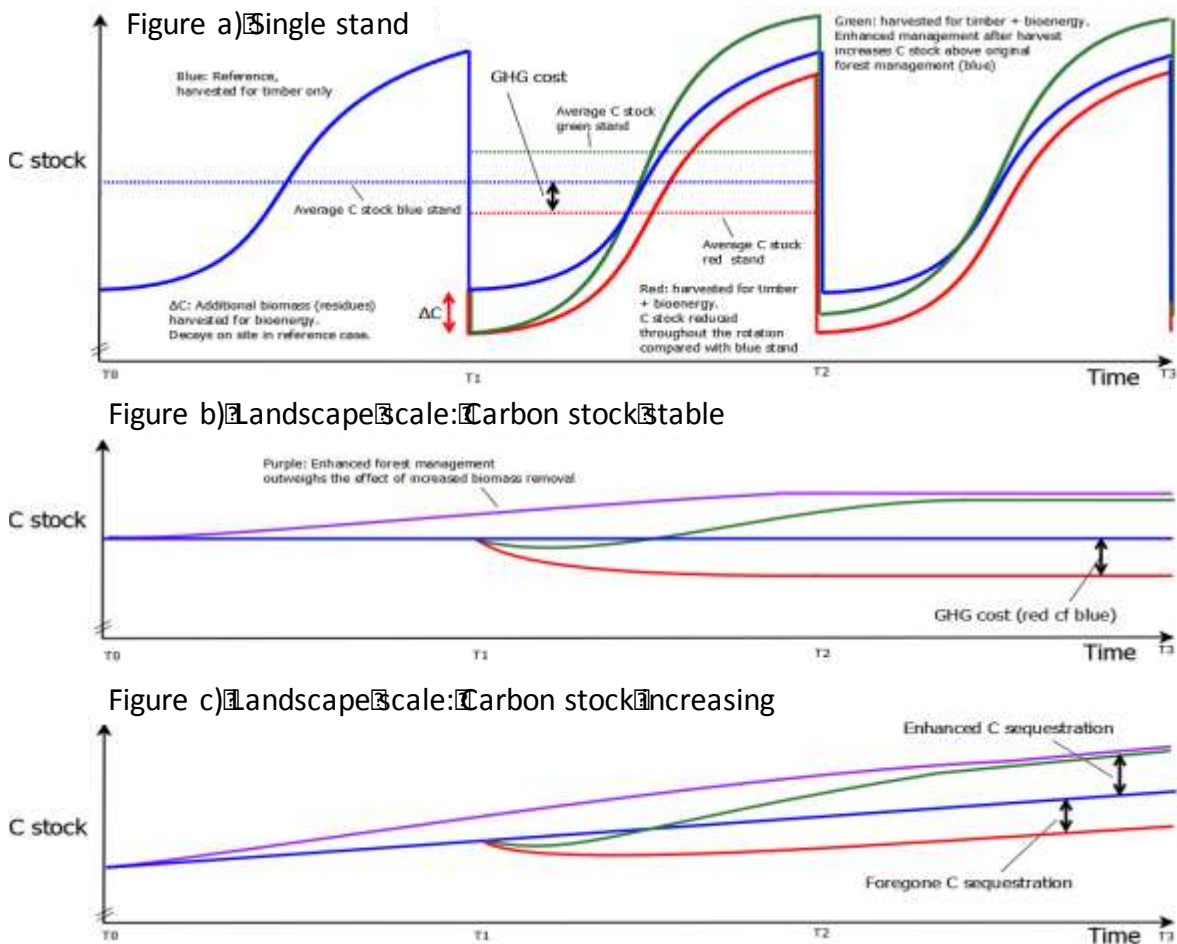 Figure a) Single stand
Blue: Reference,
harvested for timber only
GHG cost
Green: harvested for timber + bioenergy.
Enhanced management after harvest
increases C stock above original
forest management (blue)
Average C stock
green stand
C stock
Average C stock blue stand
Average C stuck
red stand
ΔC: Additional biomass (residues)
harvested for bioenergy.
Decays on site in reference case.
ΔC
Red: harvested for timber
+ bioenergy.
C stock reduced
throughout the rotation
compared with blue stand
T0
T1
T2
Time
T3
Figure b) Landscape scale: Carbon stock stable
Purple: Enhanced forest management
outweighs the effect of increased biomass removal
C stock
GHG cost (red cf blue)
T0
T1
T2
Time
T3
Figure c) Landscape scale: Carbon stock increasing
Enhanced C sequestration
C stock
Foregone C sequestration
T0
T1
T2
Time
T3